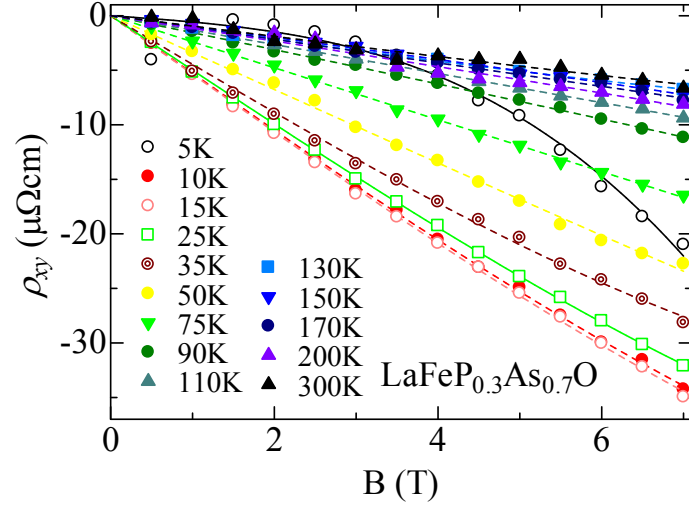 0
-10
-20
-30
ρxy (μΩcm)
5K
10K
15K
25K
35K
50K
75K
90K
110K
130K
150K
170K
200K
300K
LaFeP0.3As0.7O
0 2 4 6
B (T)